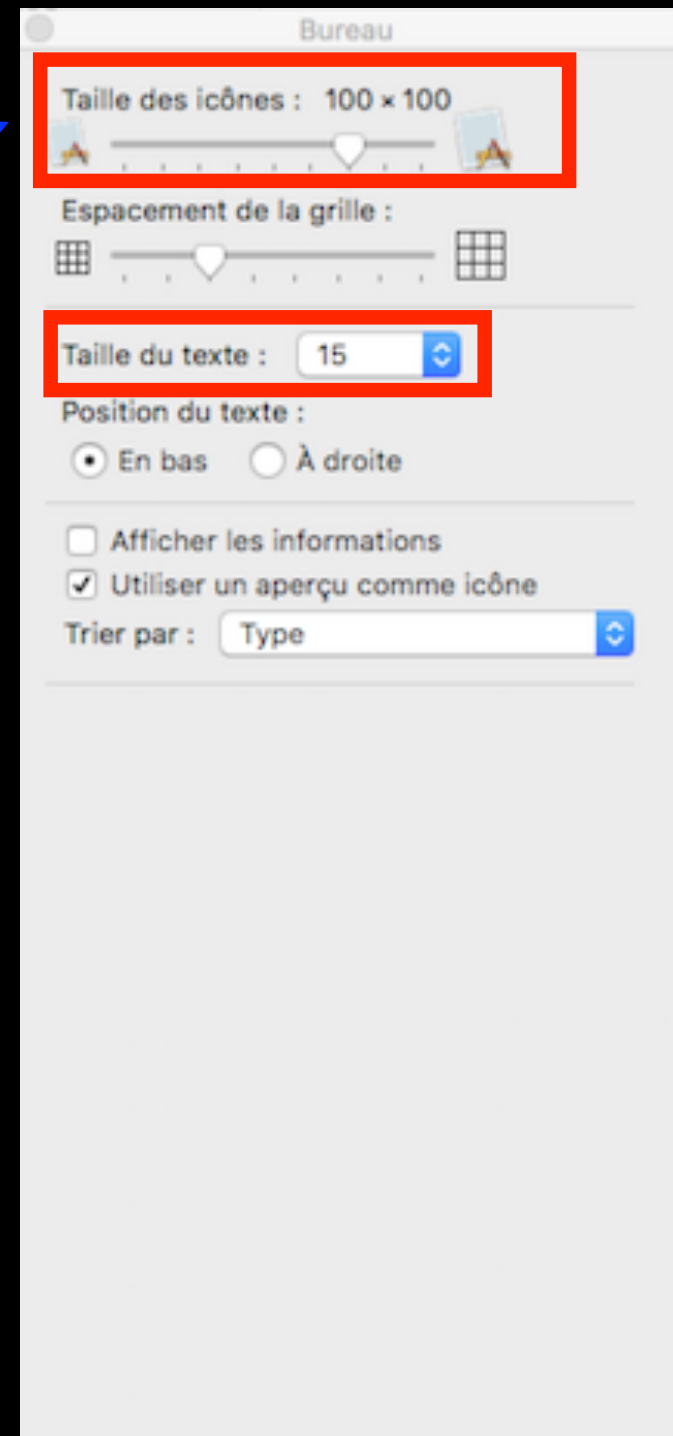 Bureau
Taille des icônes : 100 × 100
Espacement de la grille :
Taille du texte : 15
Position du texte :
En bas À droite
Afficher les informations
Utiliser un aperçu comme icône
Trier par : Type